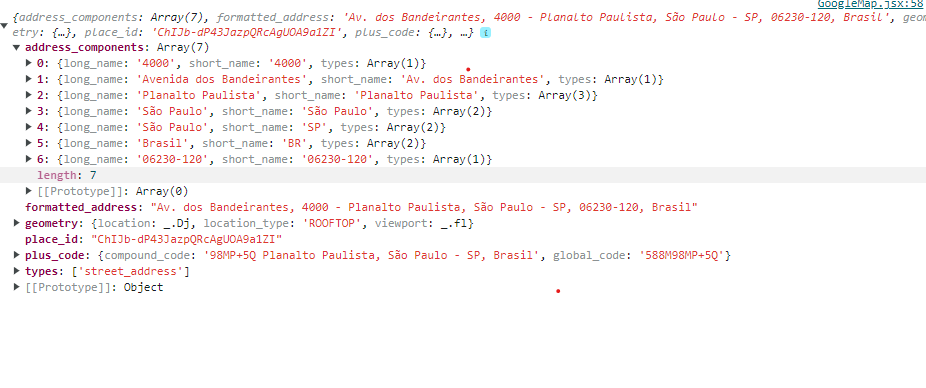 GoogleMap.jsx:58
{address_components: Array(7), formatted_address: 'Av. dos Bandeirantes, 4000 - Planalto Paulista, São Paulo - SP, 06230-120, Brasil', geom
etry: {…}, place_id: 'ChIJb-dP43JazpQRcAgUOA9a1ZI', plus_code: {…}, …} i
address_components: Array(7)
0: {long_name: '4000', short_name: '4000', types: Array(1)}
1: {long_name: 'Avenida dos Bandeirantes', short_name: 'Av. dos Bandeirantes', types: Array(1)}
2: {long_name: 'Planalto Paulista', short_name: 'Planalto Paulista', types: Array(3)}
3: {long_name: 'São Paulo', short_name: 'São Paulo', types: Array(2)}
4: {long_name: 'São Paulo', short_name: 'SP', types: Array(2)}
5: {long_name: 'Brasil', short_name: 'BR', types: Array(2)}
6: {long_name: '06230-120', short_name: '06230-120', types: Array(1)}
length: 7
[[Prototype]]: Array(0)
formatted_address: "Av. dos Bandeirantes, 4000 - Planalto Paulista, São Paulo - SP, 06230-120, Brasil"
geometry: {location: _.Dj, location_type: 'ROOFTOP', viewport: _.fl}
place_id: "ChIJb-dP43JazpQRcAgUOA9a1ZI"
plus_code: {compound_code: '98MP+5Q Planalto Paulista, São Paulo - SP, Brasil', global_code: '588M98MP+5Q'}
types: ['street_address']
[[Prototype]]: Object